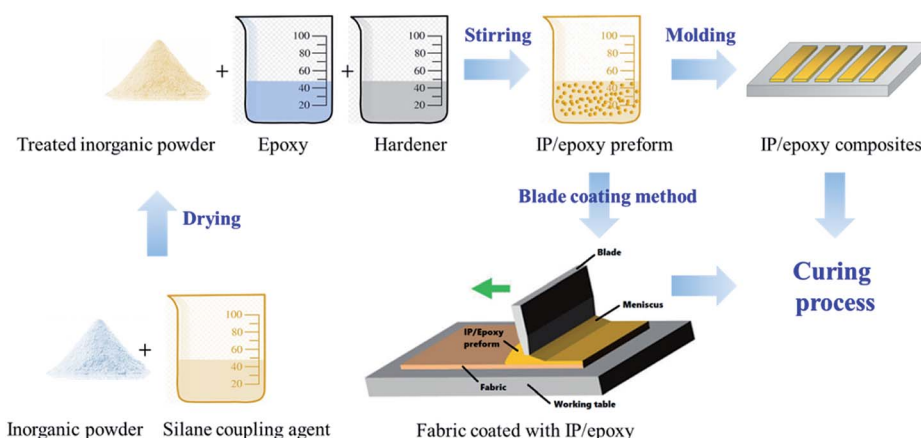 100
80
60
40
20
100
80
60
40
20
100
80
60
40
20
+
+
Stirring
Molding
Treated inorganic powder
Epoxy
Hardener
IP/epoxy preform
IP/epoxy composites
Drying
Blade coating method
Curing
process
100
80
60
40
20
+
Blade
Meniscus
IP/Epoxy
preform
Fabric
Working table
Inorganic powder
Silane coupling agent
Fabric coated with IP/epoxy